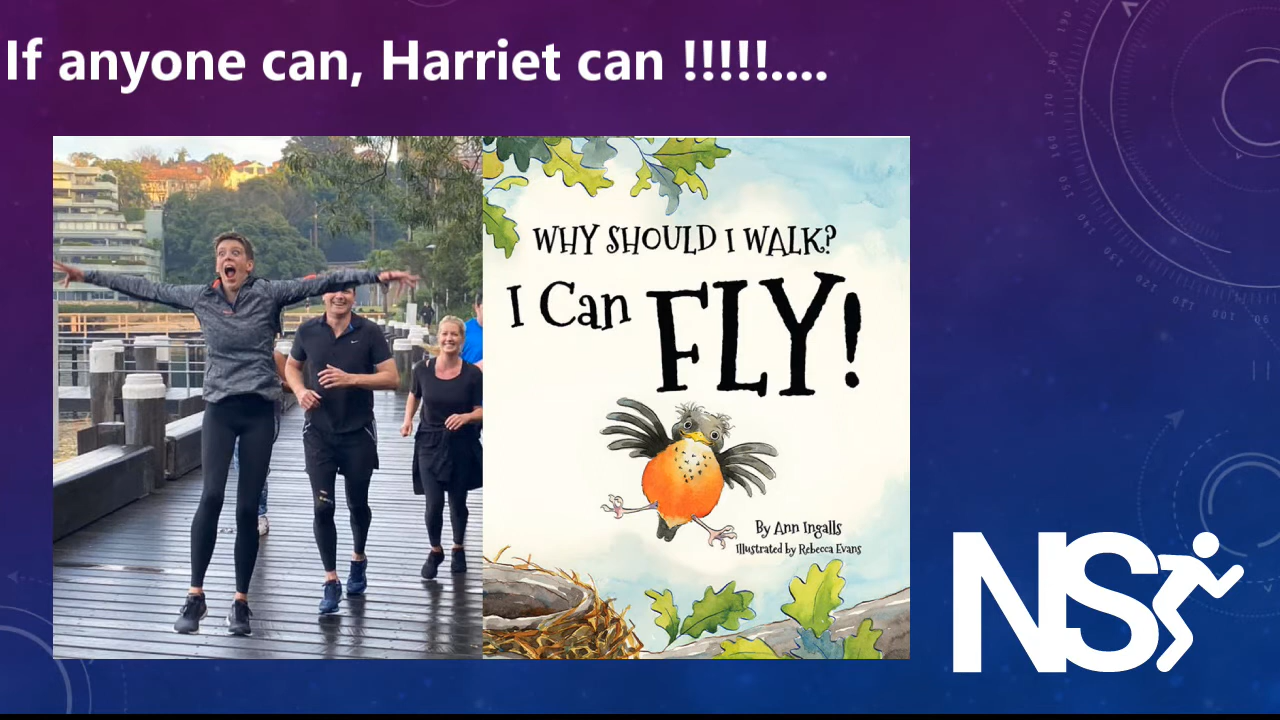 If anyone can, Harriet can !!!!!....
WHY SHOULD I WALK?
I Can FLY!
By Ann Ingalls
Illustrated by Rebecca Evans
NS